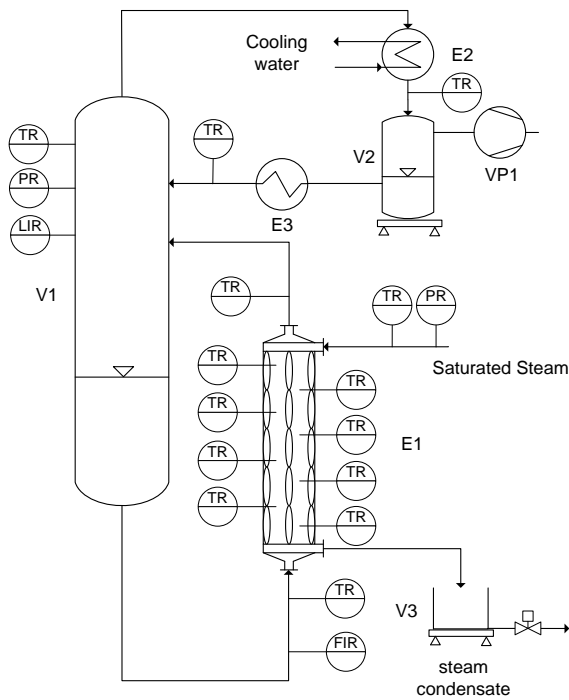 Cooling
water
E2
TR
TR
TR
V2
VP1
PR
E3
LIR
V1
TR
TR
PR
Saturated Steam
TR
TR
TR
TR
E1
TR
TR
TR
TR
TR
V3
FIR
steam
condensate